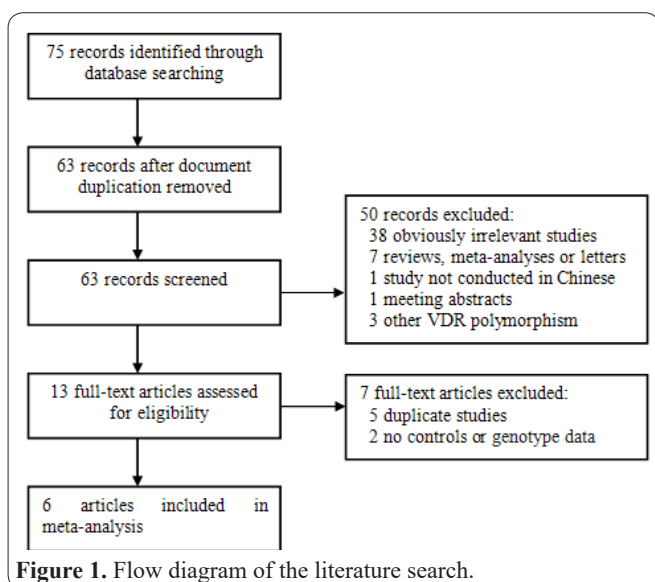 75 records identified through
database searching
63 records after document
duplication removed
50 records excluded:
38 obviously irrelevant studies
7 reviews, meta-analyses or letters
1 study not conducted in Chinese
1 meeting abstracts
3 other VDR polymorphism
63 records screened
13 full-text articles assessed
for eligibility
7 full-text articles excluded:
5 duplicate studies
2 no controls or genotype data
6 articles included in
meta-analysis
Figure 1. Flow diagram of the literature search.